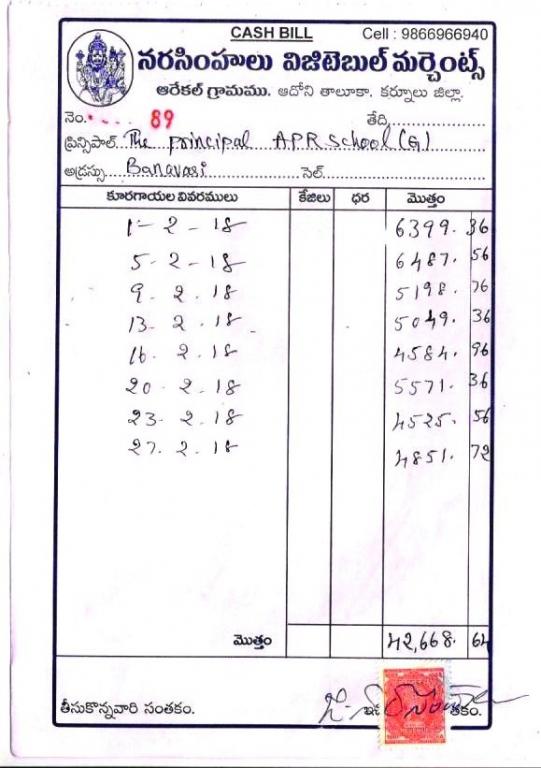 CASH BILL Cell : 9866966940
నరసింహులు విజిటెబుల్ మర్చెంట్స్
ఆరేకల్ గ్రామము. ఆదోని తాలూకా, కర్నూలు జిల్లా.
నెం. 89 తేది
ప్రిన్సిపాల్ The principal A.P.R School (G)
అడ్రస్సు Banavasi సెల్
కూరగాయల వివరములు కేజిలు ధర మొత్తం
1 - 2 - 18 6399. 36
5 - 2 - 18 6487. 56
9. 2. 18 5198. 76
13. 2. 18 5049. 36
16. 2. 18 4584. 96
20. 2. 18 5571. 36
23. 2. 18 4525. 56
27. 2. 18 4851. 72
మొత్తం 42,668. 64
తీసుకొన్నవారి సంతకం. తకం.